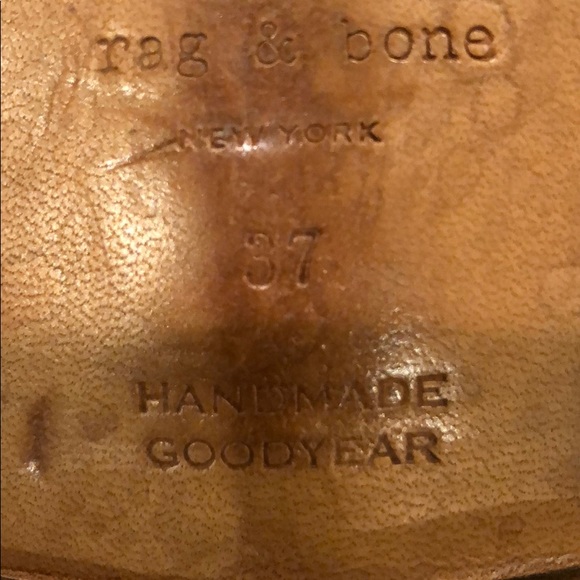 rag & bone
NEW YORK
37
HANDMADE
GOODYEAR